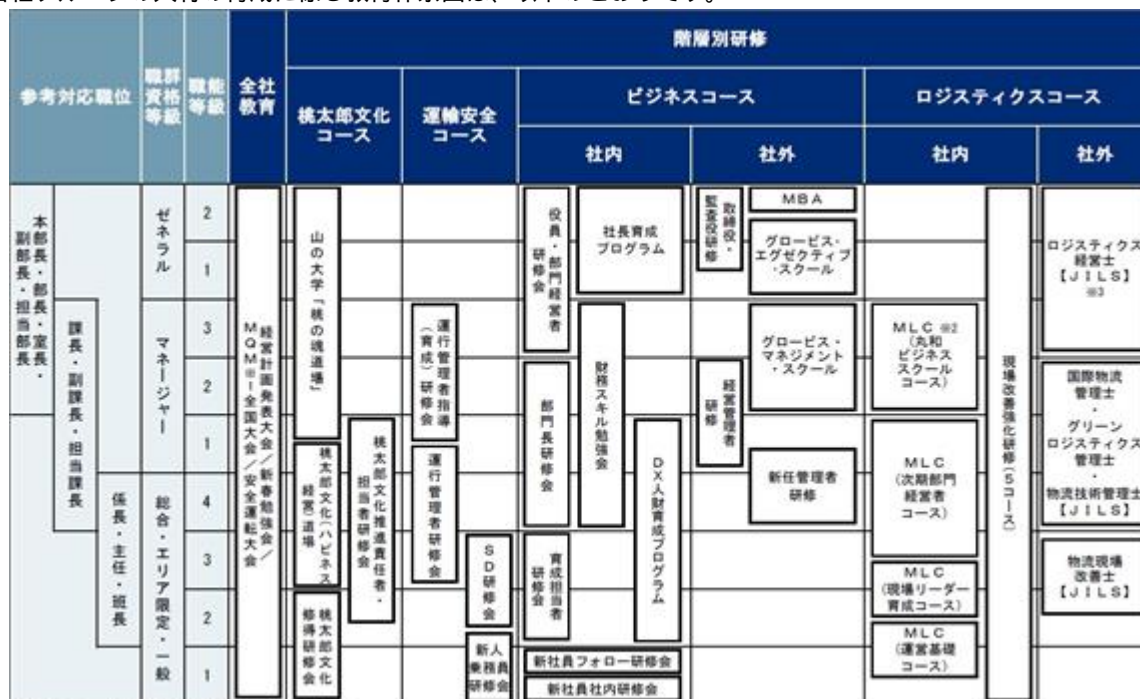 階層別研修
参考対応職位
職群
資格
等級
職能
等級
全社
教育
桃太郎文化
コース
運輸安全
コース
ビジネスコース
ロジスティクスコース
社内
社外
社内
社外
本部長・部長・室長・
副部長・担当部長
課長・副課長・担当課長
係長・主任・班長
ゼネラル
マネージャー
総合・エリア限定・一般
2
1
3
2
1
4
3
2
1
経営計画発表大会/新春勉強会/
MQM※1全国大会/安全運転大会
山の大学「桃の魂道場」
桃太郎文化(ハピネス
経営)道場
桃太郎文化
修得研修会
桃太郎文化推進責任者・
担当者研修会
運行管理者指導
(育成)研修会
運行管理者研修会
SD研修会
新人
乗務員
研修会
役員・部門経営者
研修会
部門長研修会
育成担当者
研修会
社長育成
プログラム
財務スキル勉強会
DX人財育成プログラム
新社員フォロー研修会
新社員社内研修会
取締役・
監査役研修
経営管理者
研修
MBA
グロービス・
エグゼクティブ
・スクール
グロービス・
マネジメント
・スクール
新任管理者
研修
MLC ※2
(丸和
ビジネス
スクール
コース)
MLC
(次期部門
経営者
コース)
MLC
(現場リーダー
育成コース)
MLC
(運営基礎
コース)
現場改善強化研修(5コース)
ロジスティクス
経営士
【JILS】
※3
国際物流
管理士
・
グリーン
ロジスティクス
管理士
・
物流技術管理士
【JILS】
物流現場
改善士
【JILS】